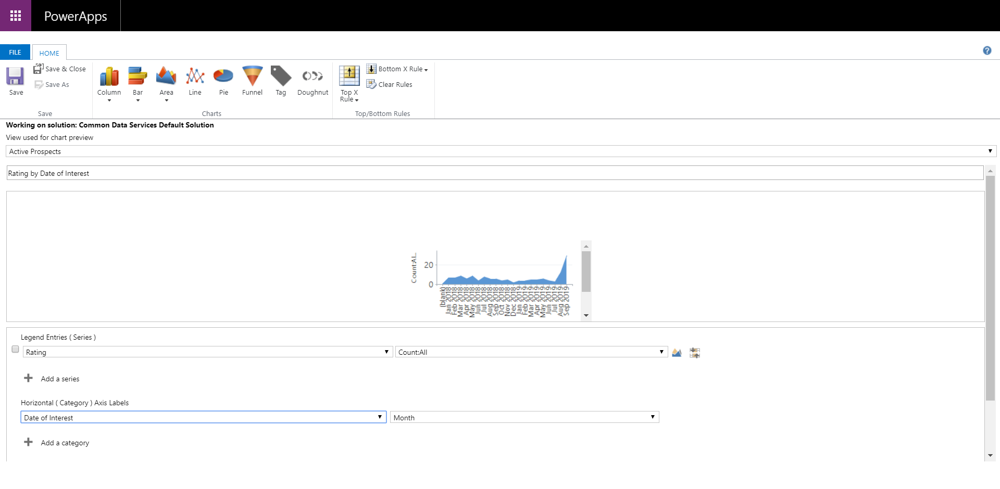 PowerApps
FILE
HOME
Save
Save & Close
Save As
Column
Bar
Area
Line
Pie
Funnel
Tag
Doughnut
Top X
Rule
Bottom X Rule
Clear Rules
Save
Charts
Top/Bottom Rules
Working on solution: Common Data Services Default Solution
View used for chart preview
Active Prospects
Rating by Date of Interest
Count:Al...
20
0
(blank)
Jan 2018
Feb 2018
Mar 2018
Apr 2018
May 2018
Jun 2018
Jul 2018
Aug 2018
Sep 2018
Oct 2018
Nov 2018
Dec 2018
Jan 2019
Feb 2019
Mar 2019
Apr 2019
May 2019
Jun 2019
Jul 2019
Aug 2019
Sep 2019
Legend Entries ( Series )
Rating
Count:All
Add a series
Horizontal ( Category ) Axis Labels
Date of Interest
Month
Add a category